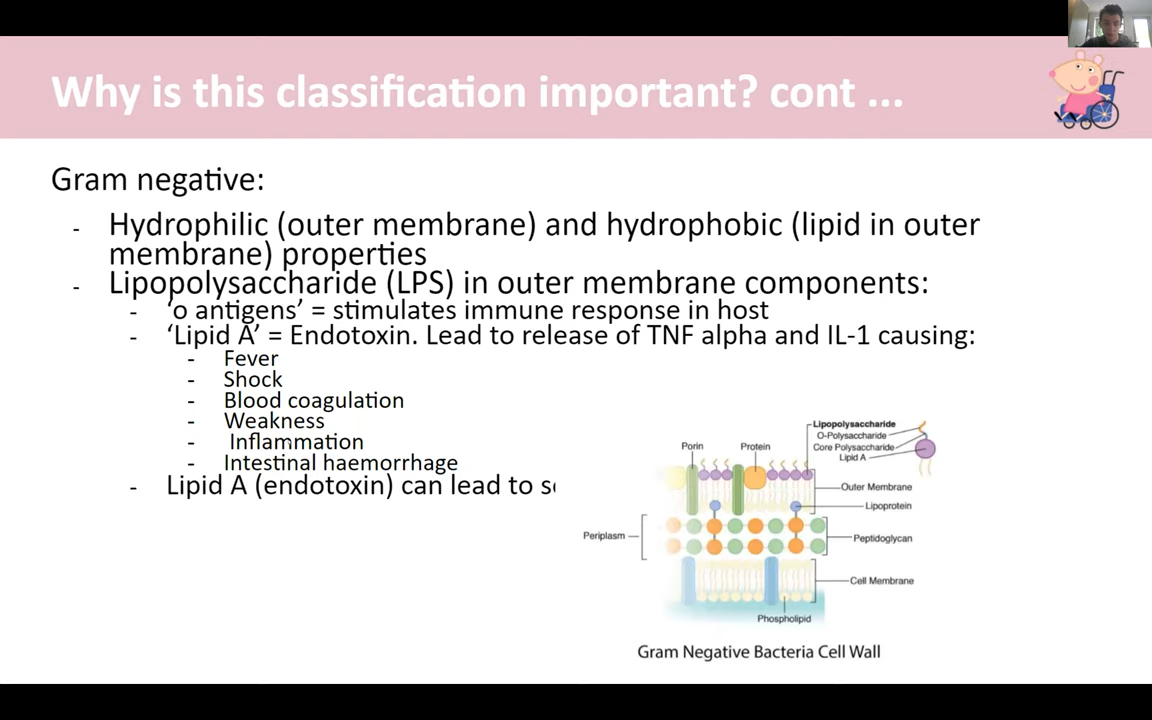 Why is this classification important? cont ...
Gram negative:
- Hydrophilic (outer membrane) and hydrophobic (lipid in outer
membrane) properties
- Lipopolysaccharide (LPS) in outer membrane components:
- ‘o antigens’ = stimulates immune response in host
- ‘Lipid A’ = Endotoxin. Lead to release of TNF alpha and IL-1 causing:
- Fever
- Shock
- Blood coagulation
- Weakness
- Inflammation
- Intestinal haemorrhage
- Lipid A (endotoxin) can lead to
Lipopolysaccharide
O-Polysaccharide
Core Polysaccharide
Lipid A
Porin
Protein
Outer Membrane
Lipoprotein
Periplasm
Peptidoglycan
Cell Membrane
Phospholipid
Gram Negative Bacteria Cell Wall